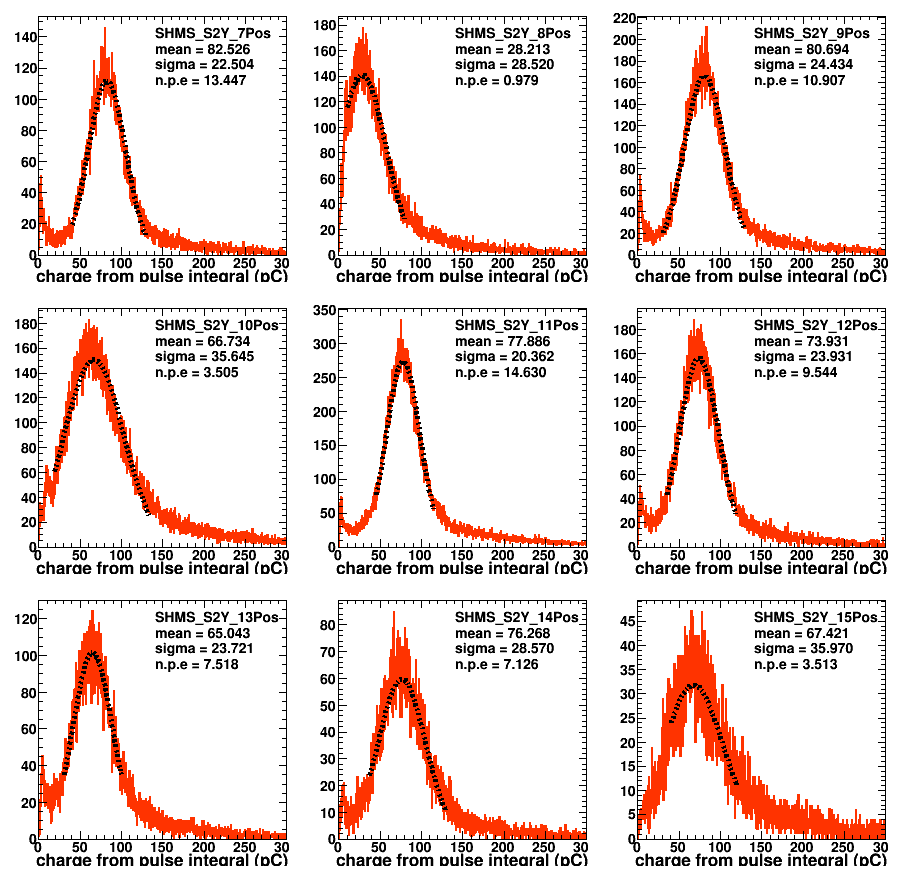 SHMS_S2Y_7Pos
mean = 82.526
sigma = 22.504
n.p.e = 13.447
140
120
100
80
60
40
20
0
0 50 100 150 200 250 30
charge from pulse integral (pC)
SHMS_S2Y_8Pos
mean = 28.213
sigma = 28.520
n.p.e = 0.979
180
160
140
120
100
80
60
40
20
0
0 50 100 150 200 250 30
charge from pulse integral (pC)
SHMS_S2Y_9Pos
mean = 80.694
sigma = 24.434
n.p.e = 10.907
220
200
180
160
140
120
100
80
60
40
20
0
0 50 100 150 200 250 30
charge from pulse integral (pC)
SHMS_S2Y_10Pos
mean = 66.734
sigma = 35.645
n.p.e = 3.505
180
160
140
120
100
80
60
40
20
0
0 50 100 150 200 250 30
charge from pulse integral (pC)
SHMS_S2Y_11Pos
mean = 77.886
sigma = 20.362
n.p.e = 14.630
350
300
250
200
150
100
50
0
0 50 100 150 200 250 30
charge from pulse integral (pC)
SHMS_S2Y_12Pos
mean = 73.931
sigma = 23.931
n.p.e = 9.544
180
160
140
120
100
80
60
40
20
0
0 50 100 150 200 250 30
charge from pulse integral (pC)
SHMS_S2Y_13Pos
mean = 65.043
sigma = 23.721
n.p.e = 7.518
120
100
80
60
40
20
0
0 50 100 150 200 250 30
charge from pulse integral (pC)
SHMS_S2Y_14Pos
mean = 76.268
sigma = 28.570
n.p.e = 7.126
80
70
60
50
40
30
20
10
0
0 50 100 150 200 250 30
charge from pulse integral (pC)
SHMS_S2Y_15Pos
mean = 67.421
sigma = 35.970
n.p.e = 3.513
45
40
35
30
25
20
15
10
5
0
0 50 100 150 200 250 30
charge from pulse integral (pC)